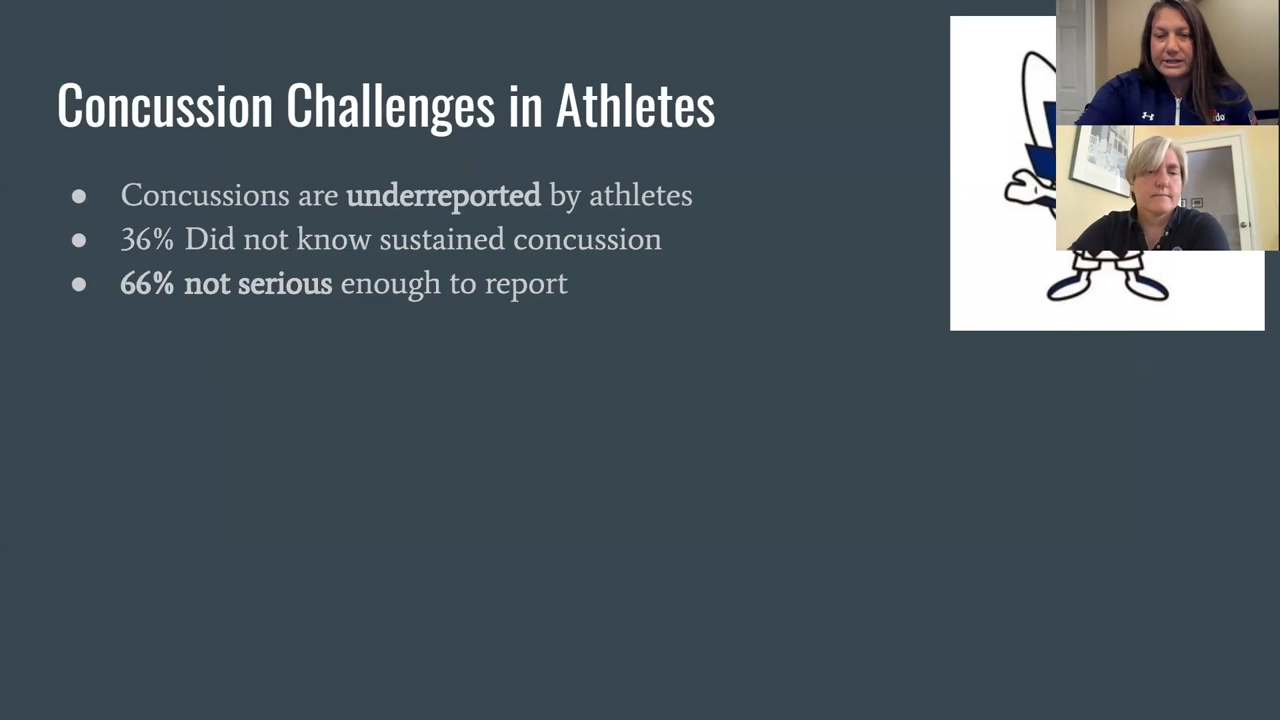 Concussion Challenges in Athletes
● Concussions are underreported by athletes
● 36% Did not know sustained concussion
● 66% not serious enough to report